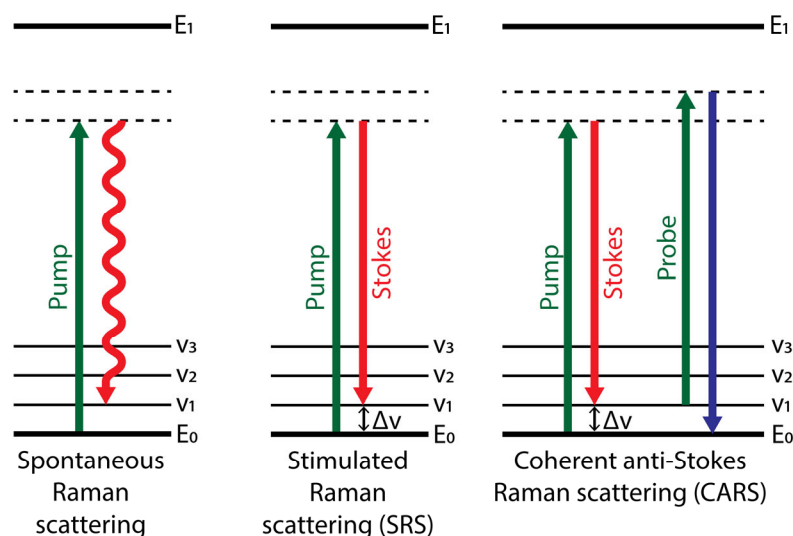 E1
Pump
V3
V2
V1
E0
Spontaneous
Raman
scattering
E1
Pump
Stokes
V3
V2
V1
Δv
E0
Stimulated
Raman
scattering (SRS)
E1
Pump
Stokes
Probe
V3
V2
V1
Δv
E0
Coherent anti-Stokes
Raman scattering (CARS)